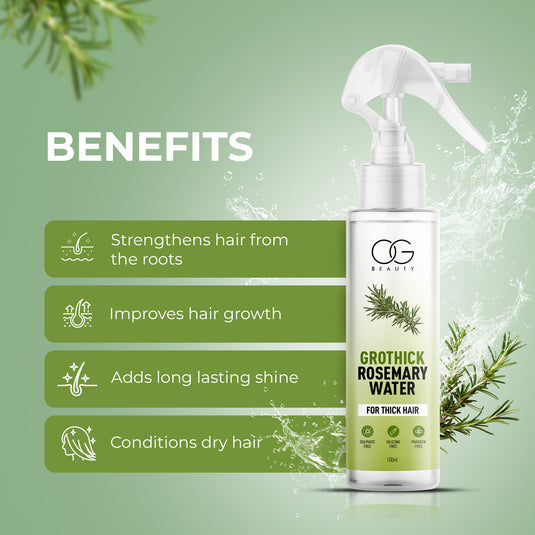 BENEFITS
Strengthens hair from
the roots
Improves hair growth
Adds long lasting shine
Conditions dry hair
OG
BEAUTY
GROTHICK
ROSEMARY
WATER
FOR THICK HAIR
SULPHATE
FREE
SILICONE
FREE
PARABEN
FREE
100ml